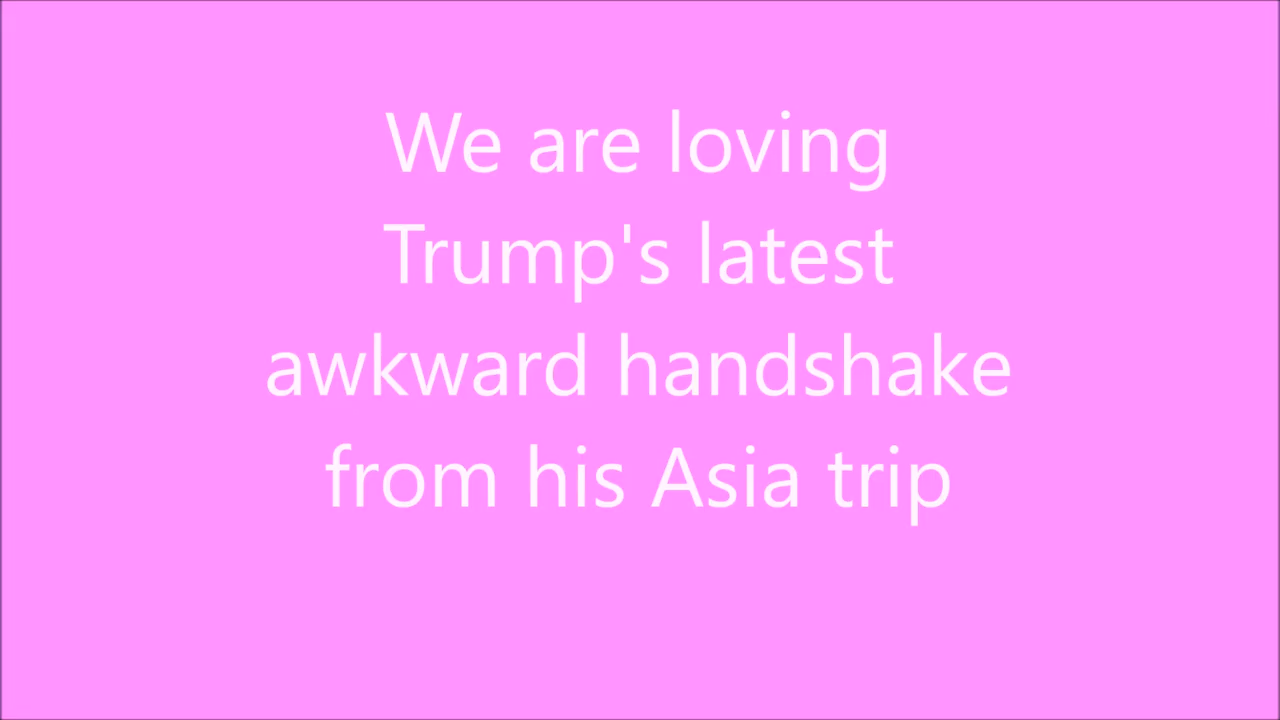 We are loving
Trump's latest
awkward handshake
from his Asia trip